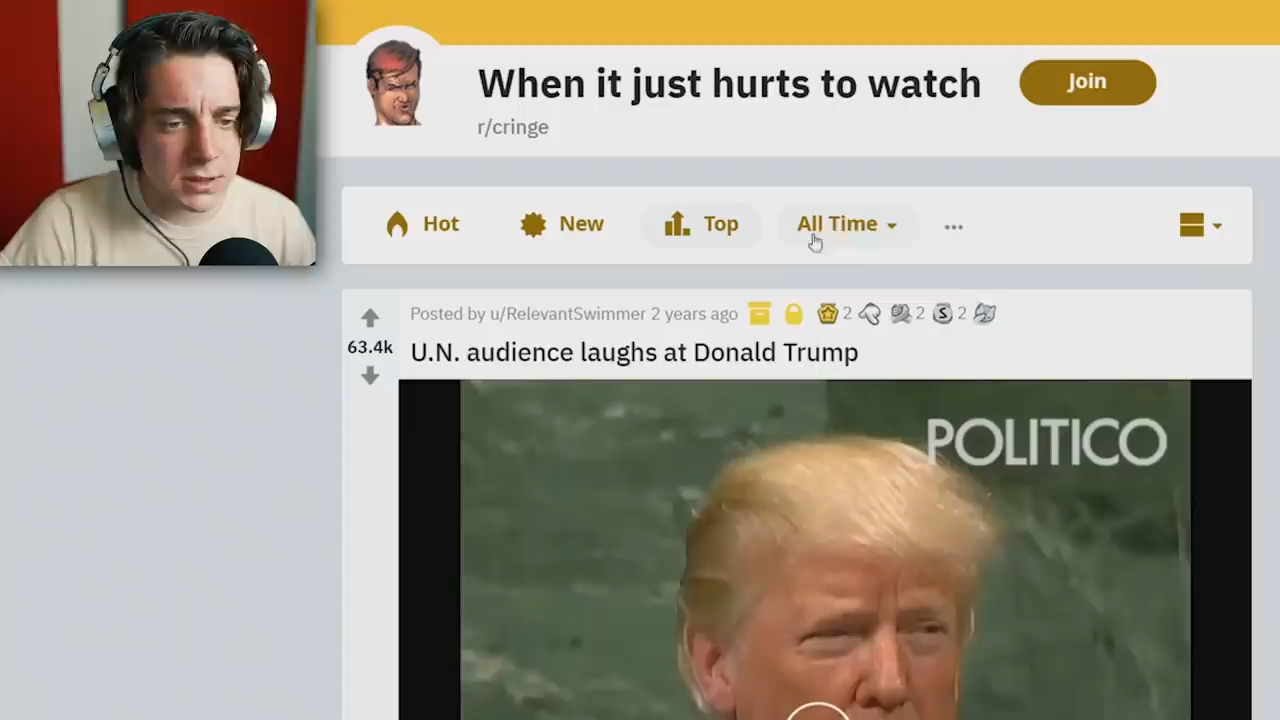 When it just hurts to watch
Join
r/cringe
Hot
New
Top
All Time
Posted by u/RelevantSwimmer 2 years ago
2
2
S
2
63.4k
U.N. audience laughs at Donald Trump
POLITICO